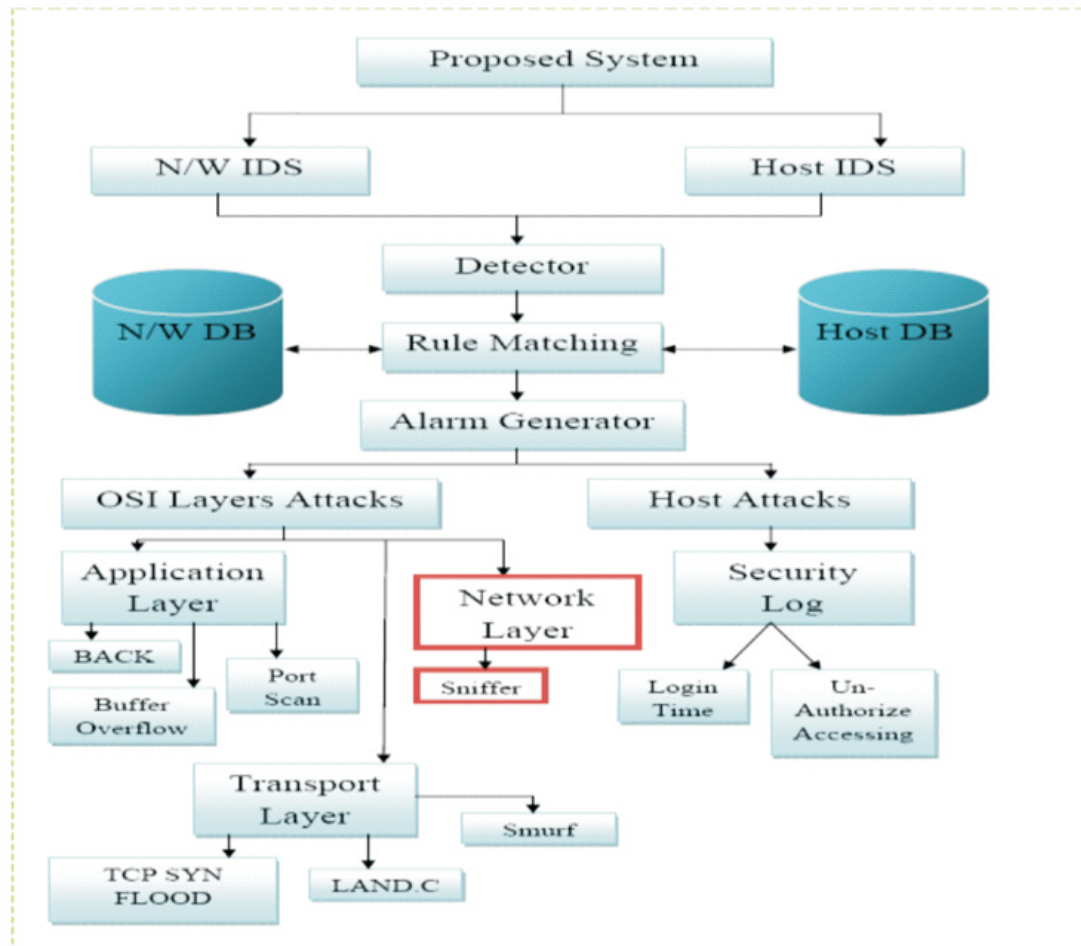 Proposed System
N/W IDS
Host IDS
Detector
N/W DB
Rule Matching
Host DB
Alarm Generator
OSI Layers Attacks
Host Attacks
Application
Layer
Network
Layer
Security
Log
BACK
Port
Scan
Sniffer
Login
Time
Un-
Authorize
Accessing
Buffer
Overflow
Transport
Layer
Smurf
TCP SYN
FLOOD
LAND.C